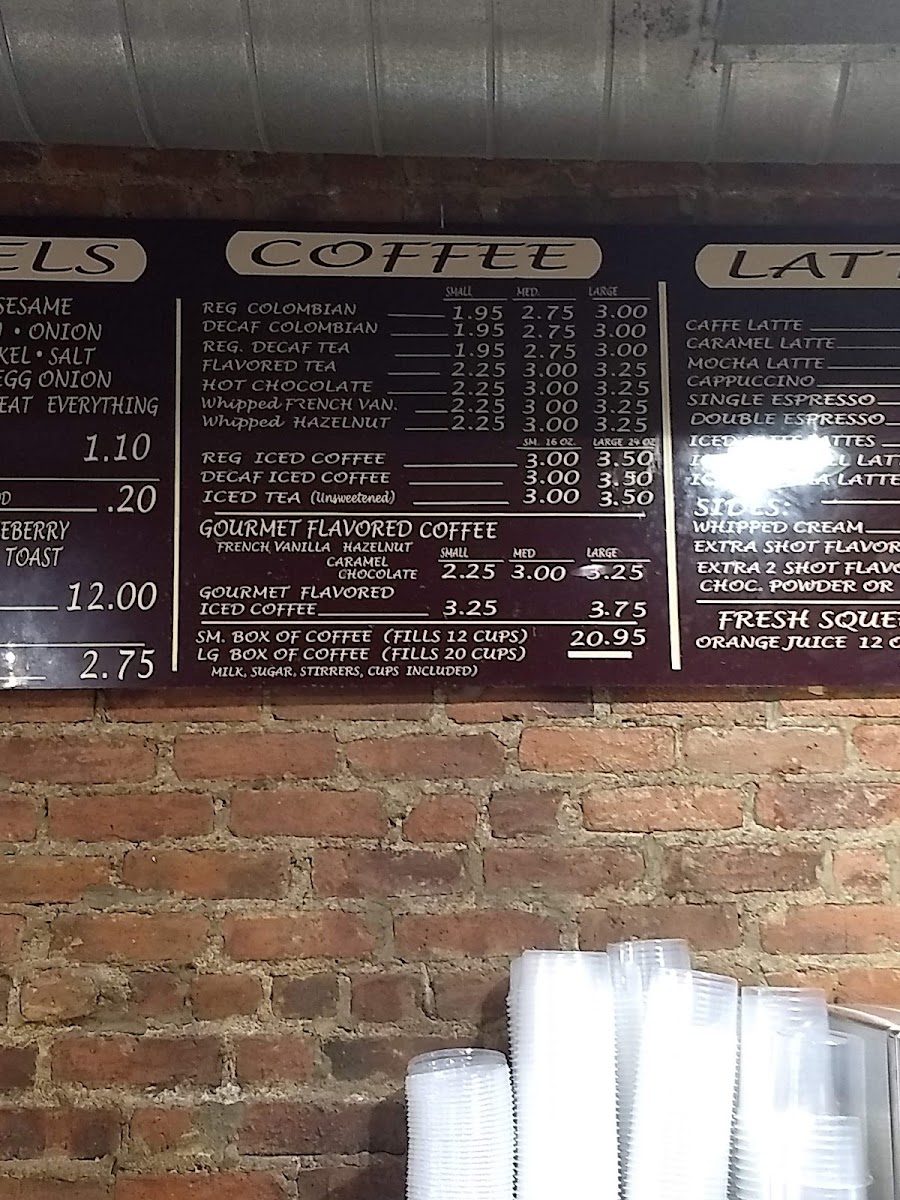 ELS
SESAME
• ONION
KEL • SALT
EGG ONION
EAT EVERYTHING
1.10
.20
EBERRY
TOAST
12.00
2.75
COFFEE
SMALL MED. LARGE
REG COLOMBIAN 1.95 2.75 3.00
DECAF COLOMBIAN 1.95 2.75 3.00
REG. DECAF TEA 1.95 2.75 3.00
FLAVORED TEA 2.25 3.00 3.25
HOT CHOCOLATE 2.25 3.00 3.25
Whipped FRENCH VAN. 2.25 3.00 3.25
Whipped HAZELNUT 2.25 3.00 3.25
SM. 16 OZ. LARGE 24 OZ
REG ICED COFFEE 3.00 3.50
DECAF ICED COFFEE 3.00 3.50
ICED TEA (Unsweetened) 3.00 3.50
GOURMET FLAVORED COFFEE
FRENCH VANILLA HAZELNUT
SMALL MED LARGE
CARAMEL
CHOCOLATE 2.25 3.00 3.25
GOURMET FLAVORED
ICED COFFEE 3.25 3.75
SM. BOX OF COFFEE (FILLS 12 CUPS) 20.95
LG BOX OF COFFEE (FILLS 20 CUPS)
MILK, SUGAR, STIRRERS, CUPS INCLUDED)
LATT
CAFFE LATTE
CARAMEL LATTE
MOCHA LATTE
CAPPUCCINO
SINGLE ESPRESSO
DOUBLE ESPRESSO
ICED LATTES
LATT
LATTE
SIDES:
WHIPPED CREAM
EXTRA SHOT FLAVOR
EXTRA 2 SHOT FLAVO
CHOC. POWDER OR
FRESH SQUE
ORANGE JUICE 12 O